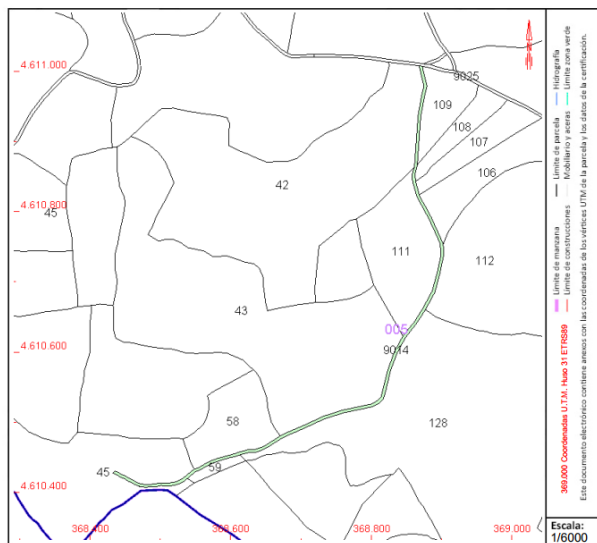 4.611.000
9025
109
108
107
106
42
4.610.800
45
111
112
43
005
4.610.600
9014
58
128
45
59
4.610.400
368.400
368.600
368.800
369.000
369.000 Coordenadas U.T.M. Huso 31 ETRS89
Límite de manzana
Límite de construcciones
Límite de parcela
Mobiliario y aceras
Hidrografía
Límite zona verde
Este documento electrónico contiene anexos con las coordenadas de los vértices UTM de la parcela y los datos de la certificación.
Escala:
1/6000